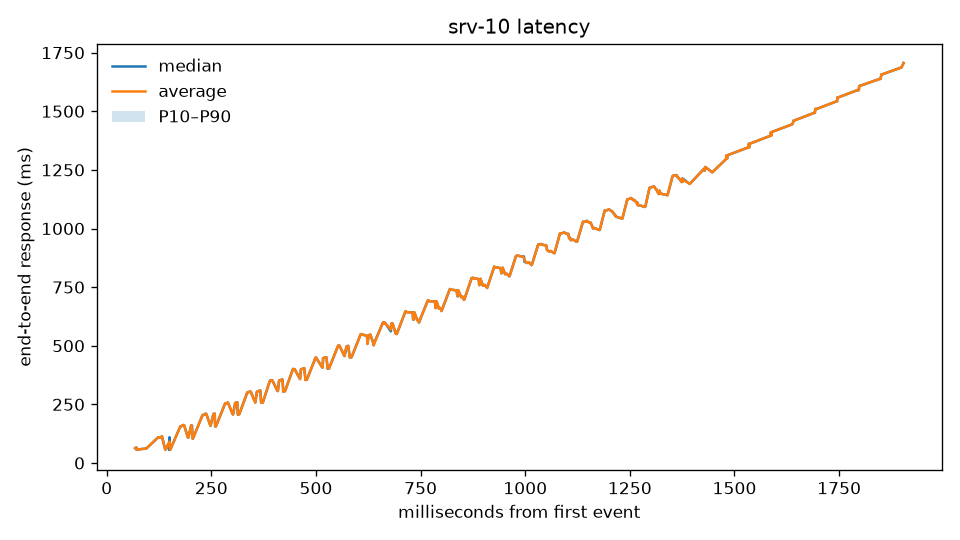 srv-10 latency
1750
1500
1250
1000
750
500
250
0
end-to-end response (ms)
median
average
P10–P90
0
250
500
750
1000
1250
1500
1750
milliseconds from first event